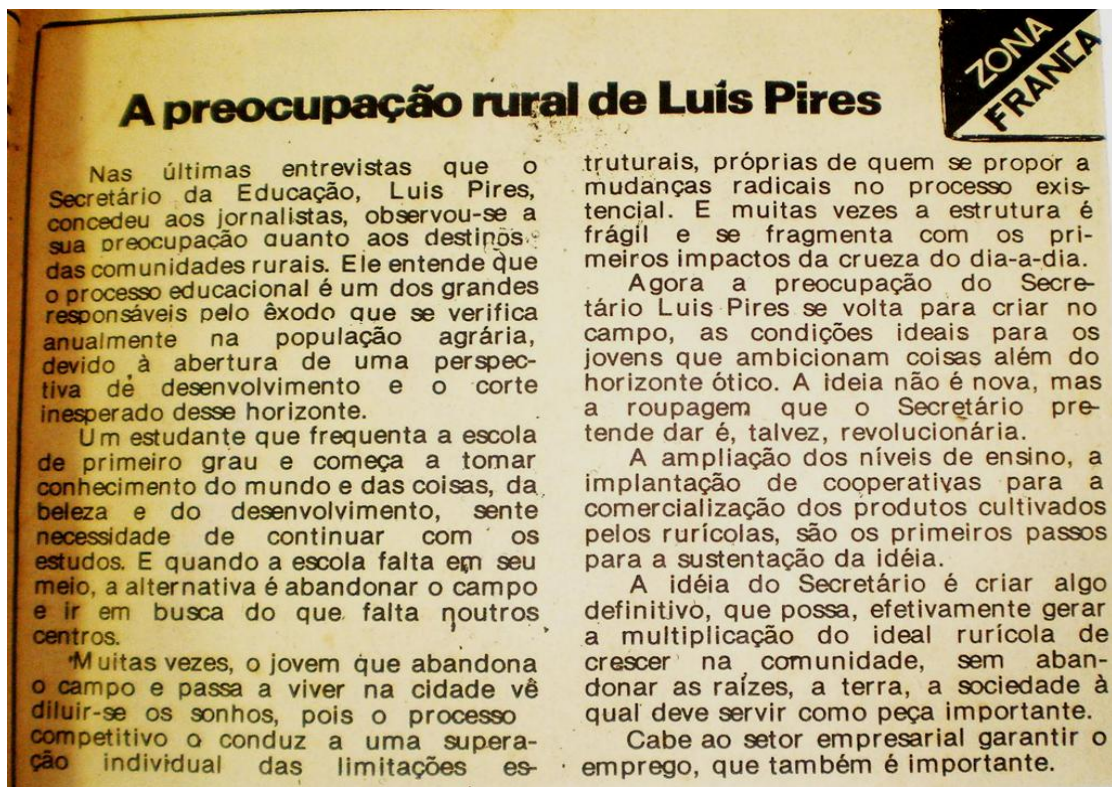 ZONA
FRANCA
A preocupação rural de Luís Pires
Nas últimas entrevistas que o
Secretário da Educação, Luis Pires,
concedeu aos jornalistas, observou-se a
sua preocupação quanto aos destinos
das comunidades rurais. Ele entende que
o processo educacional é um dos grandes
responsáveis pelo êxodo que se verifica
anualmente na população agrária,
devido à abertura de uma perspec-
tiva de desenvolvimento e o corte
inesperado desse horizonte.
Um estudante que frequenta a escola
de primeiro grau e começa a tomar
conhecimento do mundo e das coisas, da
beleza e do desenvolvimento, sente
necessidade de continuar com os
estudos. E quando a escola falta em seu
meio, a alternativa é abandonar o campo
e ir em busca do que falta noutros
centros.
Muitas vezes, o jovem que abandona
o campo e passa a viver na cidade vê
diluir-se os sonhos, pois o processo
competitivo o conduz a uma supera-
ção individual das limitações es-
truturais, próprias de quem se propor a
mudanças radicais no processo exis-
tencial. E muitas vezes a estrutura é
frágil e se fragmenta com os pri-
meiros impactos da crueza do dia-a-dia.
Agora a preocupação do Secre-
tário Luis Pires se volta para criar no
campo, as condições ideais para os
jovens que ambicionam coisas além do
horizonte ótico. A ideia não é nova, mas
a roupagem que o Secretário pre-
tende dar é, talvez, revolucionária.
A ampliação dos níveis de ensino, a
implantação de cooperativas para a
comercialização dos produtos cultivados
pelos rurícolas, são os primeiros passos
para a sustentação da idéia.
A idéia do Secretário é criar algo
definitivo, que possa, efetivamente gerar
a multiplicação do ideal rurícola de
crescer na comunidade, sem aban-
donar as raízes, a terra, a sociedade à
qual deve servir como peça importante.
Cabe ao setor empresarial garantir o
emprego, que também é importante.